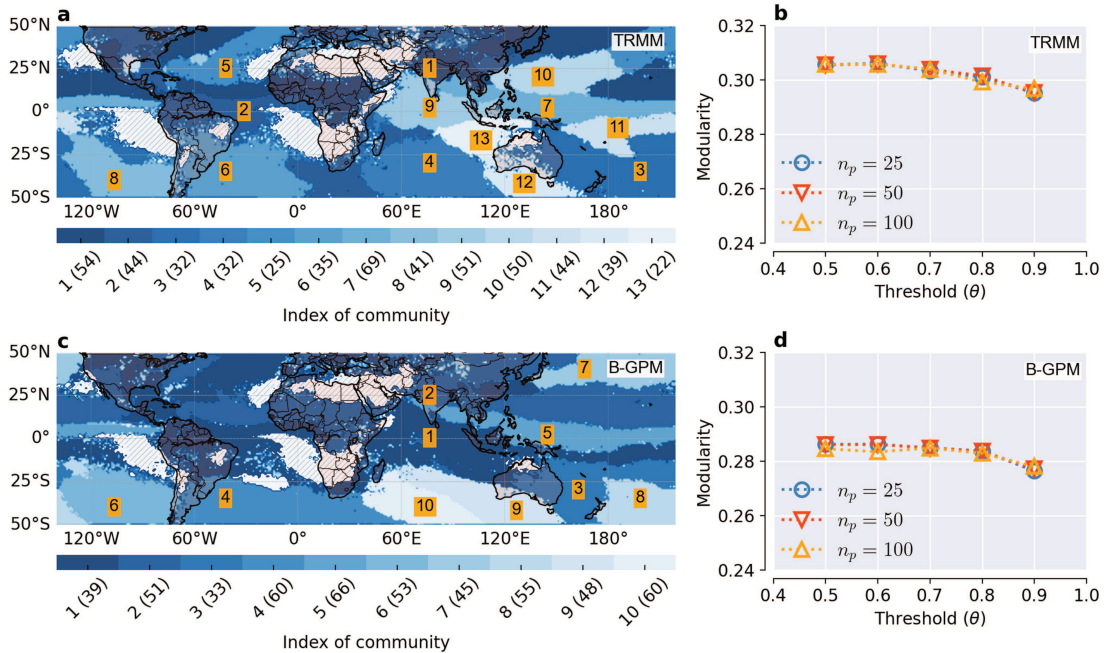 a
50°N
25°N
0°
25°S
50°S
TRMM
5
1
10
2
9
7
13
11
4
6
3
8
12
120°W 60°W 0° 60°E 120°E 180°
1 (54) 2 (44) 3 (32) 4 (32) 5 (25) 6 (35) 7 (69) 8 (41) 9 (51) 10 (50) 11 (44) 12 (39) 13 (22)
Index of community
b
TRMM
Modularity
0.32
0.30
0.28
0.26
0.24
n_p = 25
n_p = 50
n_p = 100
0.4 0.5 0.6 0.7 0.8 0.9 1.0
Threshold (θ)
c
50°N
25°N
0°
25°S
50°S
B-GPM
7
2
1
5
3
4
8
6
10
9
120°W 60°W 0° 60°E 120°E 180°
1 (39) 2 (51) 3 (33) 4 (60) 5 (66) 6 (53) 7 (45) 8 (55) 9 (48) 10 (60)
Index of community
d
B-GPM
Modularity
0.32
0.30
0.28
0.26
0.24
n_p = 25
n_p = 50
n_p = 100
0.4 0.5 0.6 0.7 0.8 0.9 1.0
Threshold (θ)